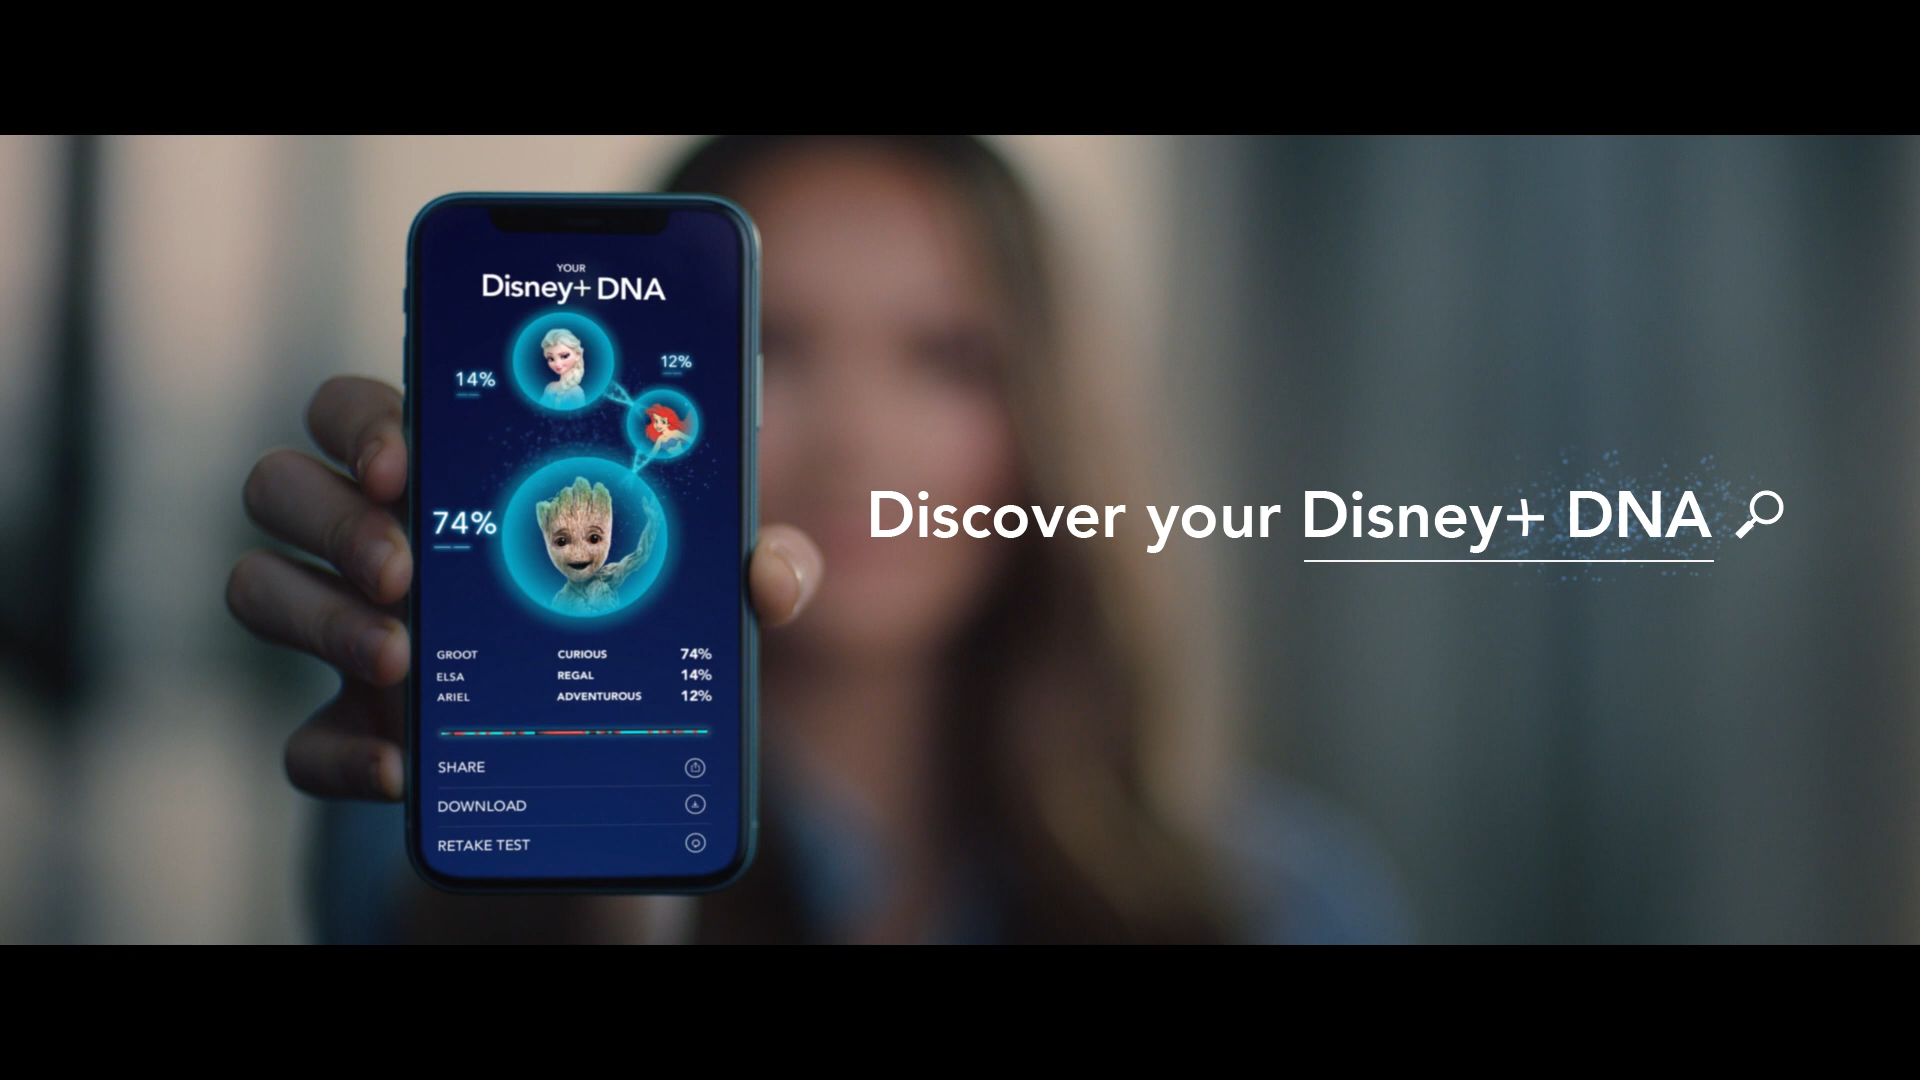 YOUR
Disney+ DNA
14%
12%
74%
GROOT CURIOUS 74%
ELSA REGAL 14%
ARIEL ADVENTUROUS 12%
SHARE
DOWNLOAD
RETAKE TEST
Discover your Disney+ DNA